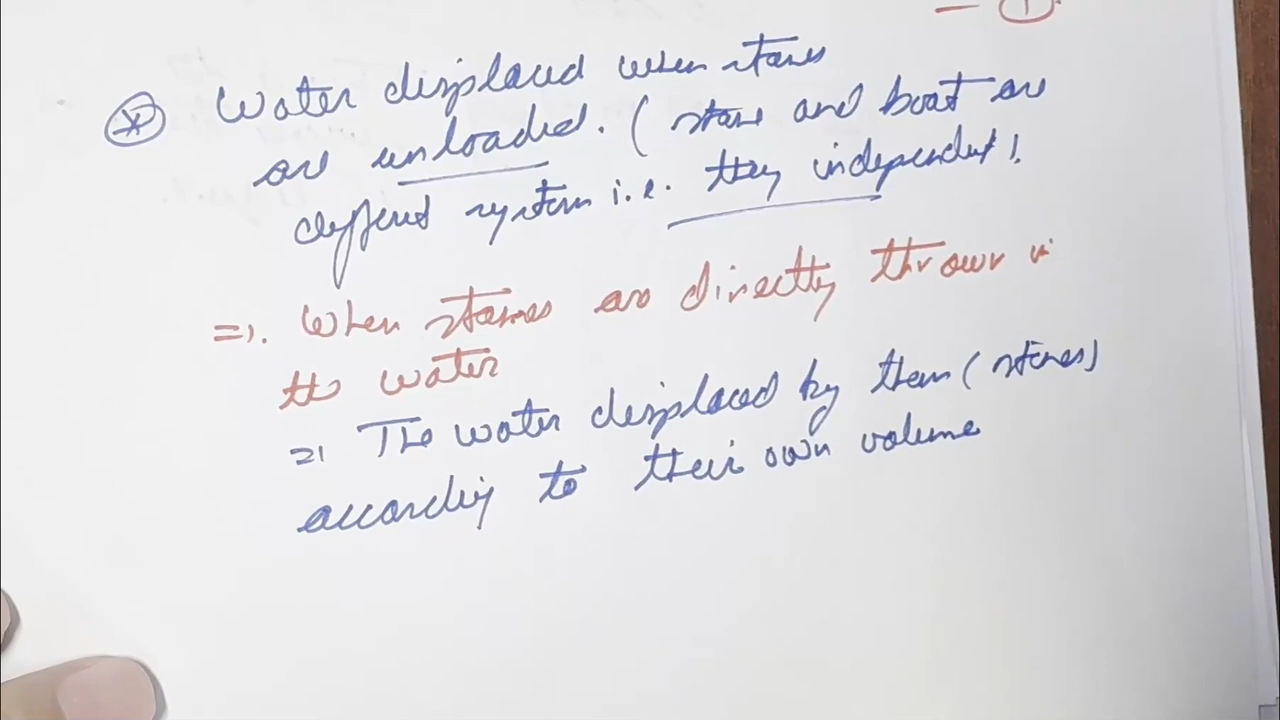 — ①.
⊛ Water displaced when stones
are unloaded. ( stone and boat are
different system i.e. they independent ).
=). When stones are directly thrown in
the water
=) The water displaced by them ( stones )
according to their own volume